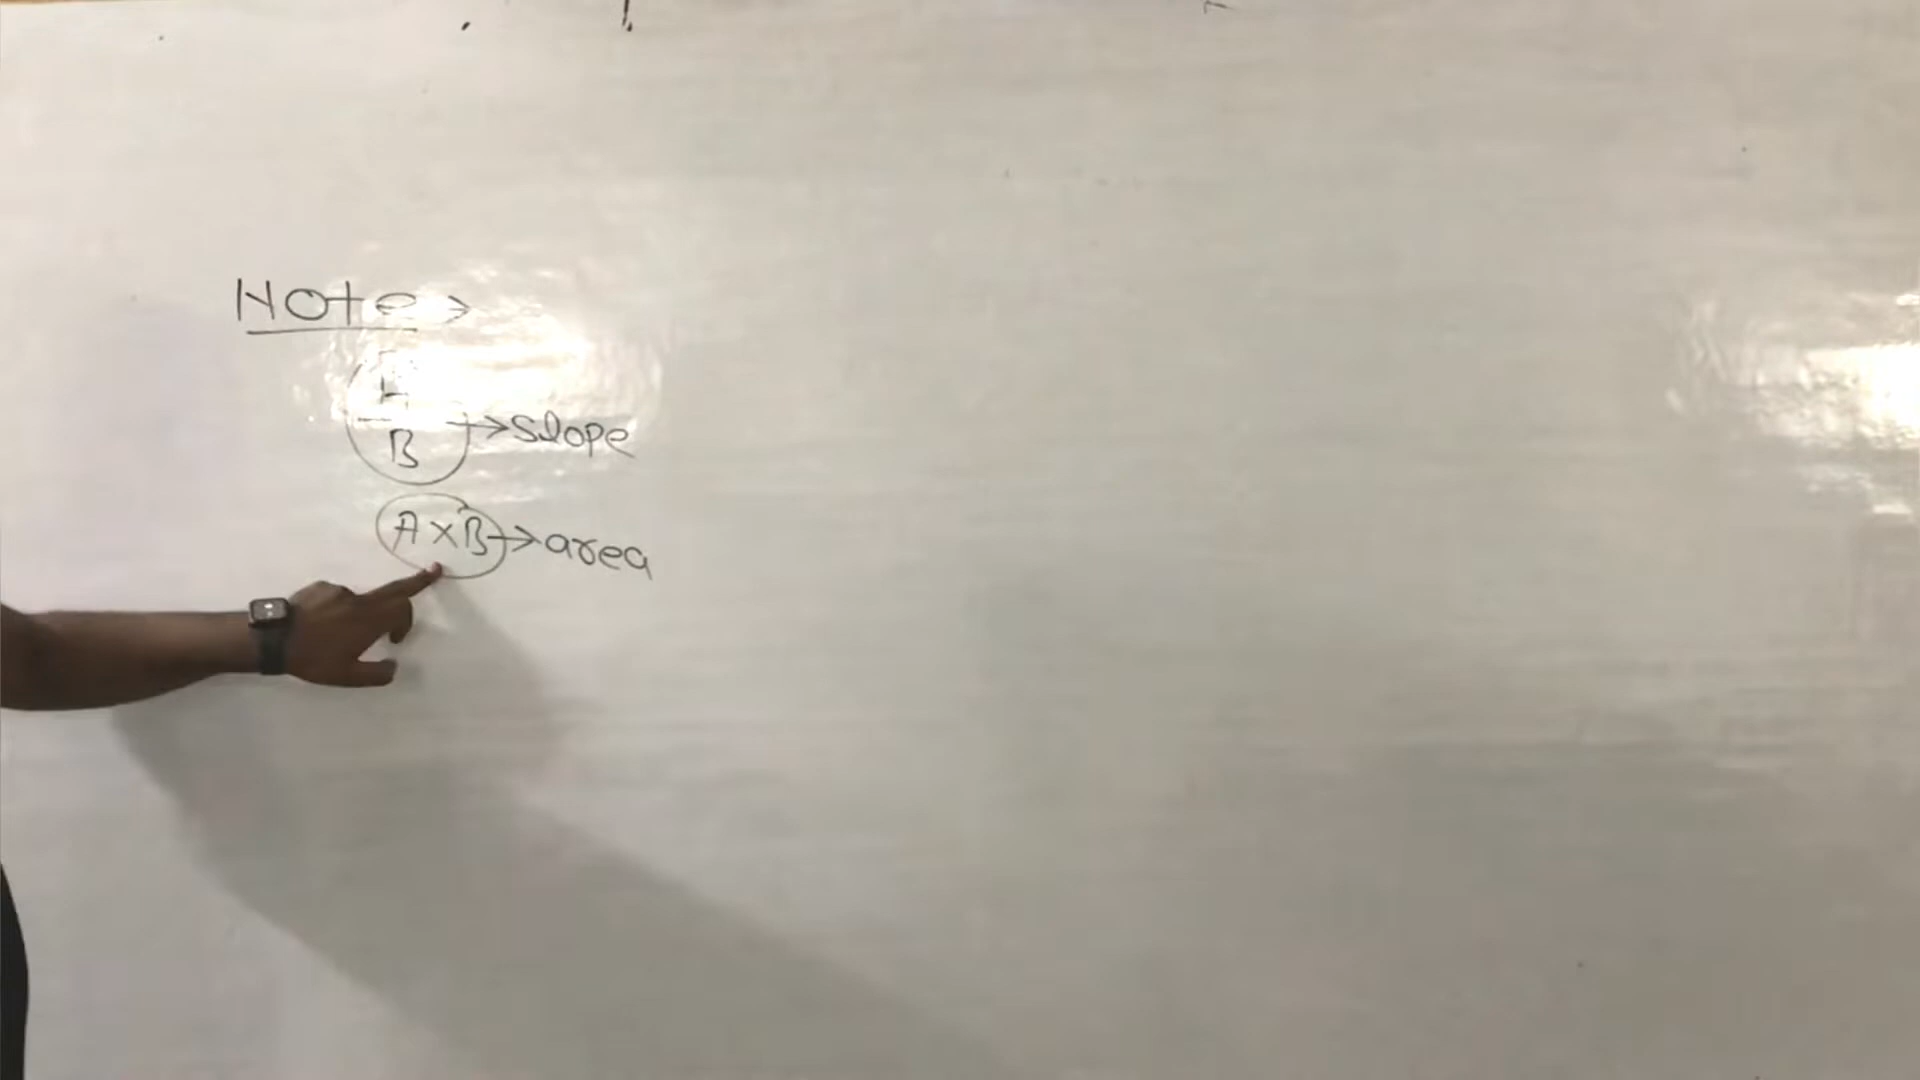 Note →
B → slope
A × B → area